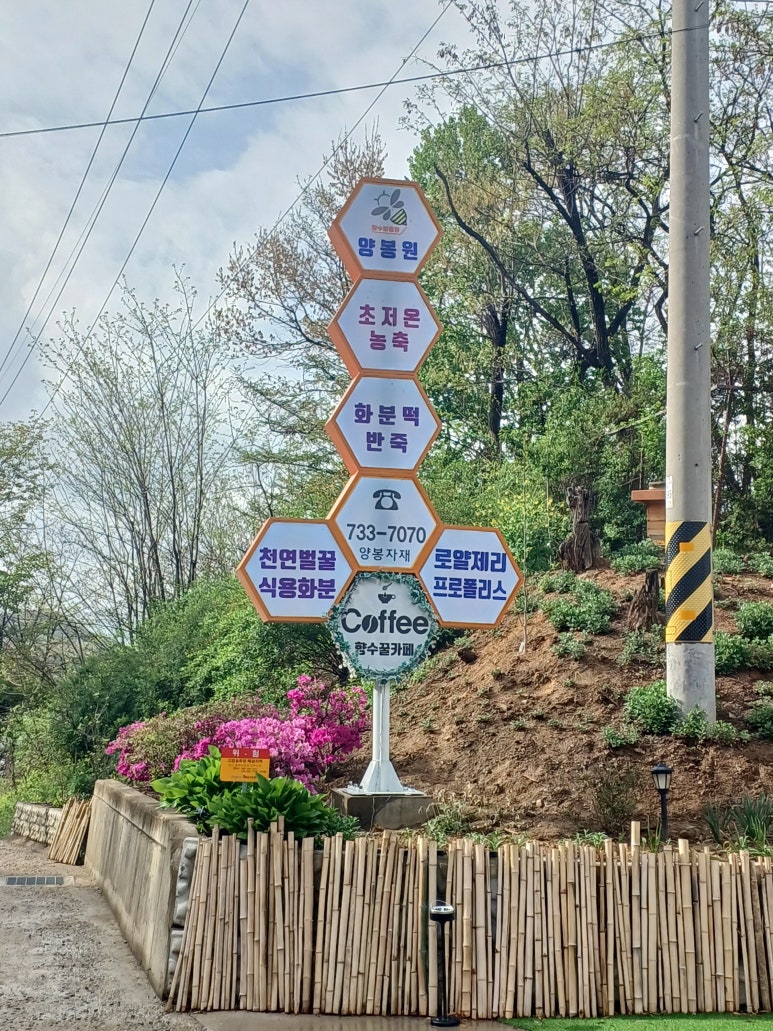 양봉원
초저온
농축
화분떡
반죽
733-7070
양봉자재
천연벌꿀
식용화분
로얄제리
프로폴리스
Coffee
향수꿀카페
위험